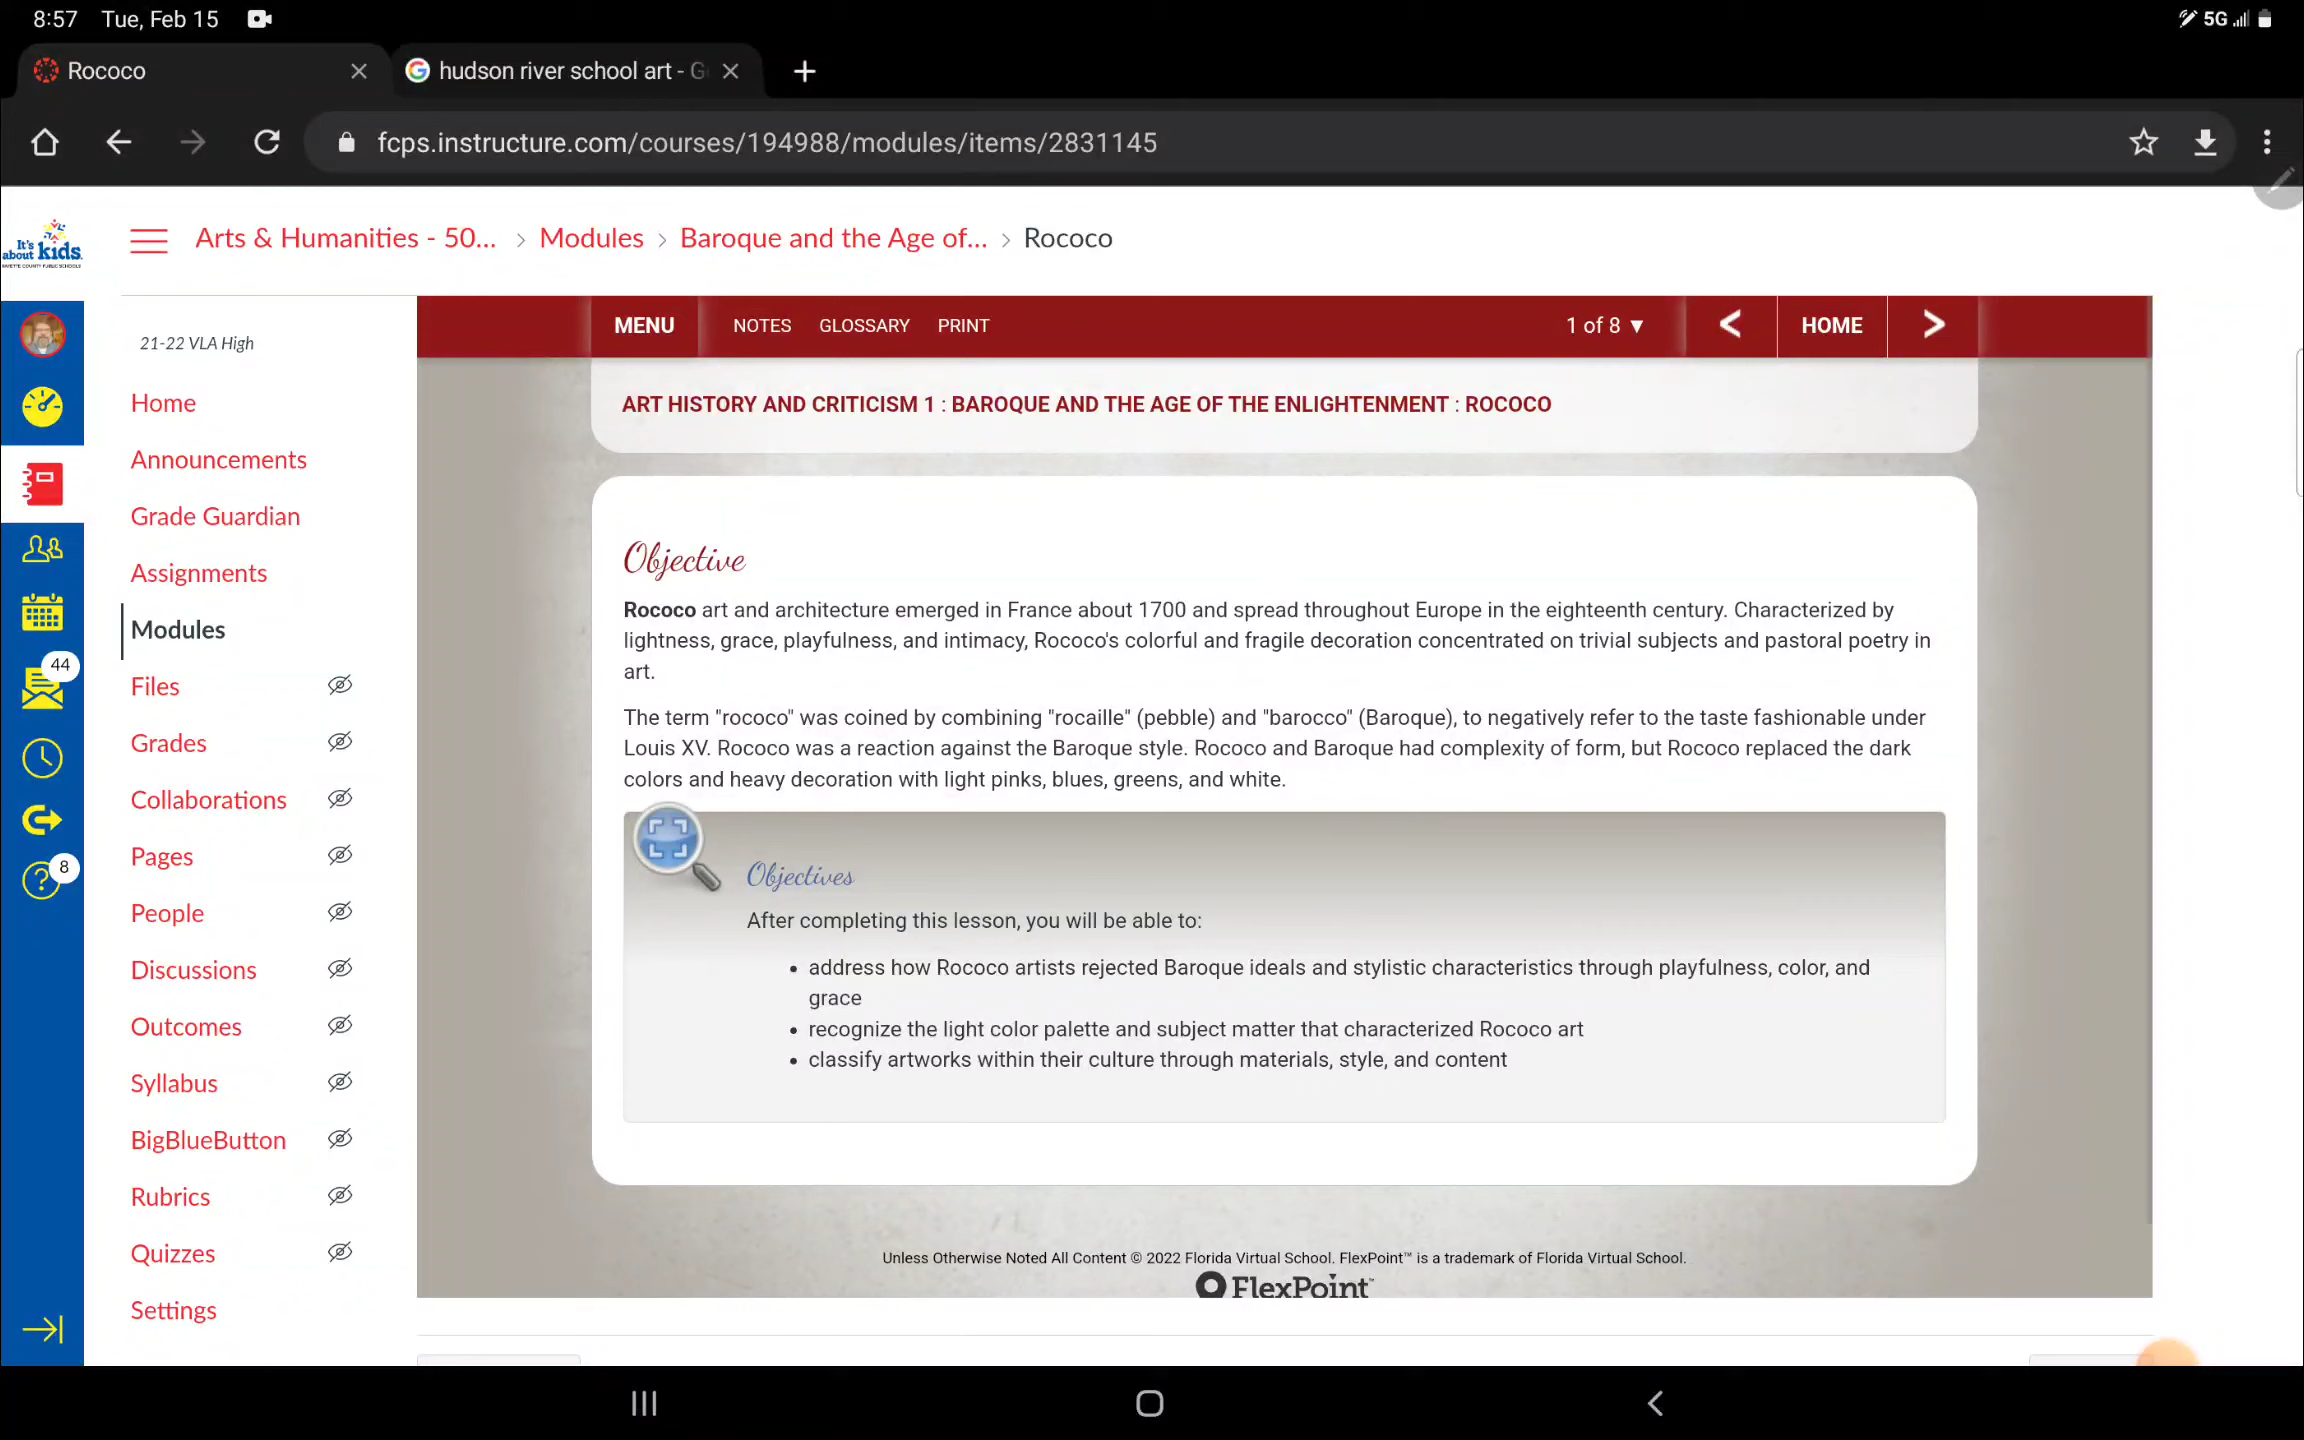 8:57 Tue, Feb 15
5G
Rococo
hudson river school art - G
fcps.instructure.com/courses/194988/modules/items/2831145
It's about kids.
FAYETTE COUNTY PUBLIC SCHOOLS
Arts & Humanities - 50... > Modules > Baroque and the Age of... > Rococo
21-22 VLA High
Home
Announcements
Grade Guardian
Assignments
Modules
Files
Grades
Collaborations
Pages
People
Discussions
Outcomes
Syllabus
BigBlueButton
Rubrics
Quizzes
Settings
44
8
MENU NOTES GLOSSARY PRINT 1 of 8 ▼ < HOME >
ART HISTORY AND CRITICISM 1 : BAROQUE AND THE AGE OF THE ENLIGHTENMENT : ROCOCO
Objective
Rococo art and architecture emerged in France about 1700 and spread throughout Europe in the eighteenth century. Characterized by
lightness, grace, playfulness, and intimacy, Rococo's colorful and fragile decoration concentrated on trivial subjects and pastoral poetry in
art.
The term "rococo" was coined by combining "rocaille" (pebble) and "barocco" (Baroque), to negatively refer to the taste fashionable under
Louis XV. Rococo was a reaction against the Baroque style. Rococo and Baroque had complexity of form, but Rococo replaced the dark
colors and heavy decoration with light pinks, blues, greens, and white.
Objectives
After completing this lesson, you will be able to:
• address how Rococo artists rejected Baroque ideals and stylistic characteristics through playfulness, color, and
grace
• recognize the light color palette and subject matter that characterized Rococo art
• classify artworks within their culture through materials, style, and content
Unless Otherwise Noted All Content © 2022 Florida Virtual School. FlexPoint™ is a trademark of Florida Virtual School.
FlexPoint™